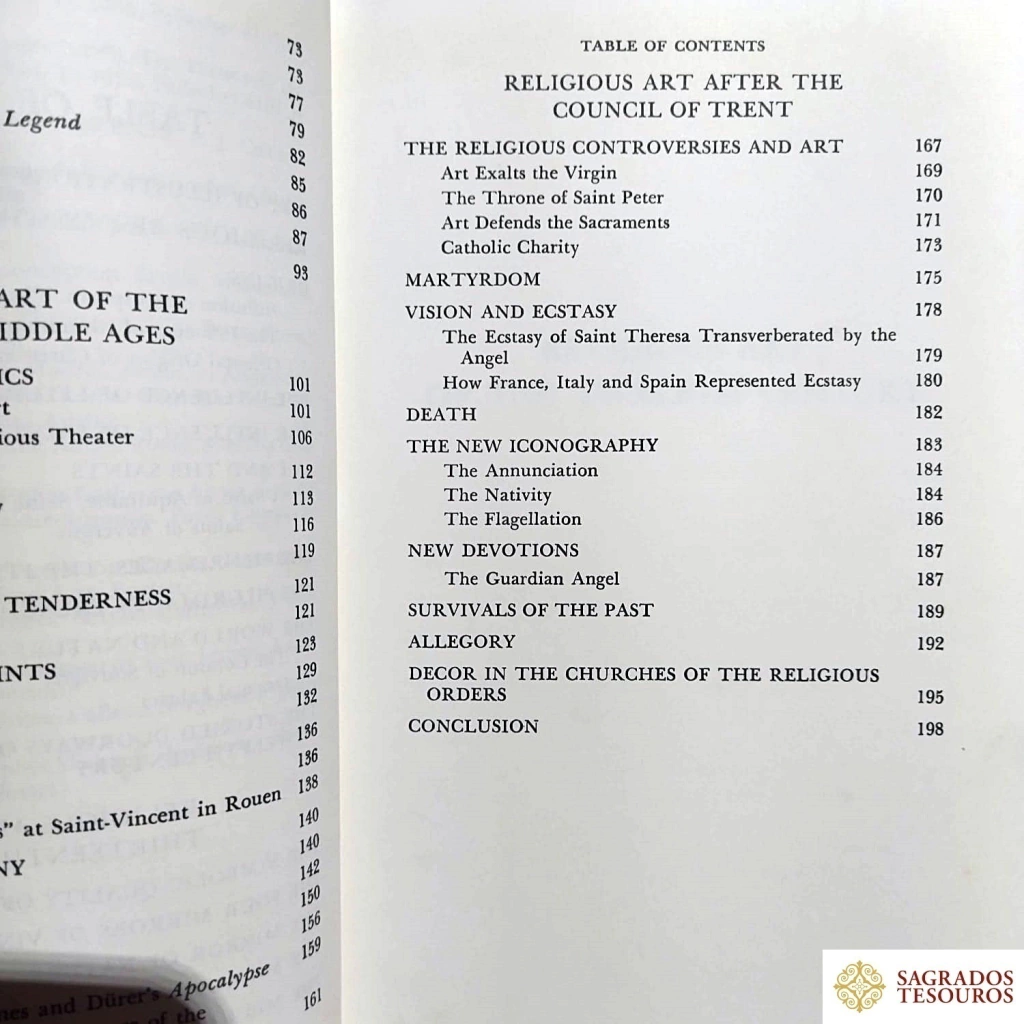 73
73
77
Legend 79
82
85
86
87
93
ART OF THE
IDDLE AGES
ICS 101
t 101
ious Theater 106
112
y 113
116
119
121
TENDERNESS 121
123
INTS 129
132
136
136
138
s" at Saint-Vincent in Rouen 140
140
NY 142
150
156
159
nes and Dürer's Apocalypse
of the 161
TABLE OF CONTENTS
RELIGIOUS ART AFTER THE
COUNCIL OF TRENT
THE RELIGIOUS CONTROVERSIES AND ART 167
Art Exalts the Virgin 169
The Throne of Saint Peter 170
Art Defends the Sacraments 171
Catholic Charity 173
MARTYRDOM 175
VISION AND ECSTASY 178
The Ecstasy of Saint Theresa Transverberated by the
Angel 179
How France, Italy and Spain Represented Ecstasy 180
DEATH 182
THE NEW ICONOGRAPHY 183
The Annunciation 184
The Nativity 184
The Flagellation 186
NEW DEVOTIONS 187
The Guardian Angel 187
SURVIVALS OF THE PAST 189
ALLEGORY 192
DECOR IN THE CHURCHES OF THE RELIGIOUS
ORDERS 195
CONCLUSION 198
SAGRADOS
TESOUROS